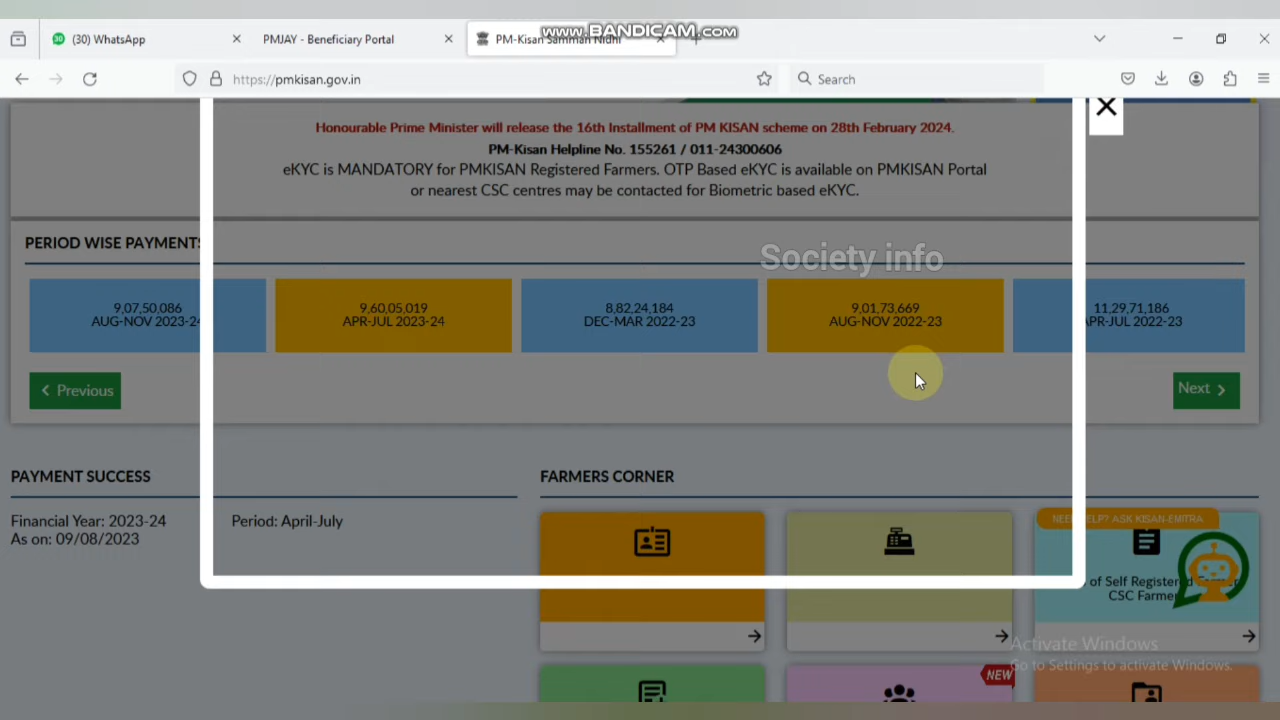 www.BANDICAM.com
(30) WhatsApp
PMJAY - Beneficiary Portal
PM-Kisan Samman Nidhi
https://pmkisan.gov.in
Search
Honourable Prime Minister will release the 16th Installment of PM KISAN scheme on 28th February 2024.
PM-Kisan Helpline No. 155261 / 011-24300606
eKYC is MANDATORY for PMKISAN Registered Farmers. OTP Based eKYC is available on PMKISAN Portal
or nearest CSC centres may be contacted for Biometric based eKYC.
PERIOD WISE PAYMENTS
Society info
9,07,50,086
AUG-NOV 2023-24
9,60,05,019
APR-JUL 2023-24
8,82,24,184
DEC-MAR 2022-23
9,01,73,669
AUG-NOV 2022-23
11,29,71,186
APR-JUL 2022-23
Previous
Next
PAYMENT SUCCESS
Financial Year: 2023-24
Period: April-July
As on: 09/08/2023
FARMERS CORNER
NEED HELP? ASK KISAN-EMITRA
of Self Registered
CSC Farmers
NEW
Activate Windows
Go to Settings to activate Windows.